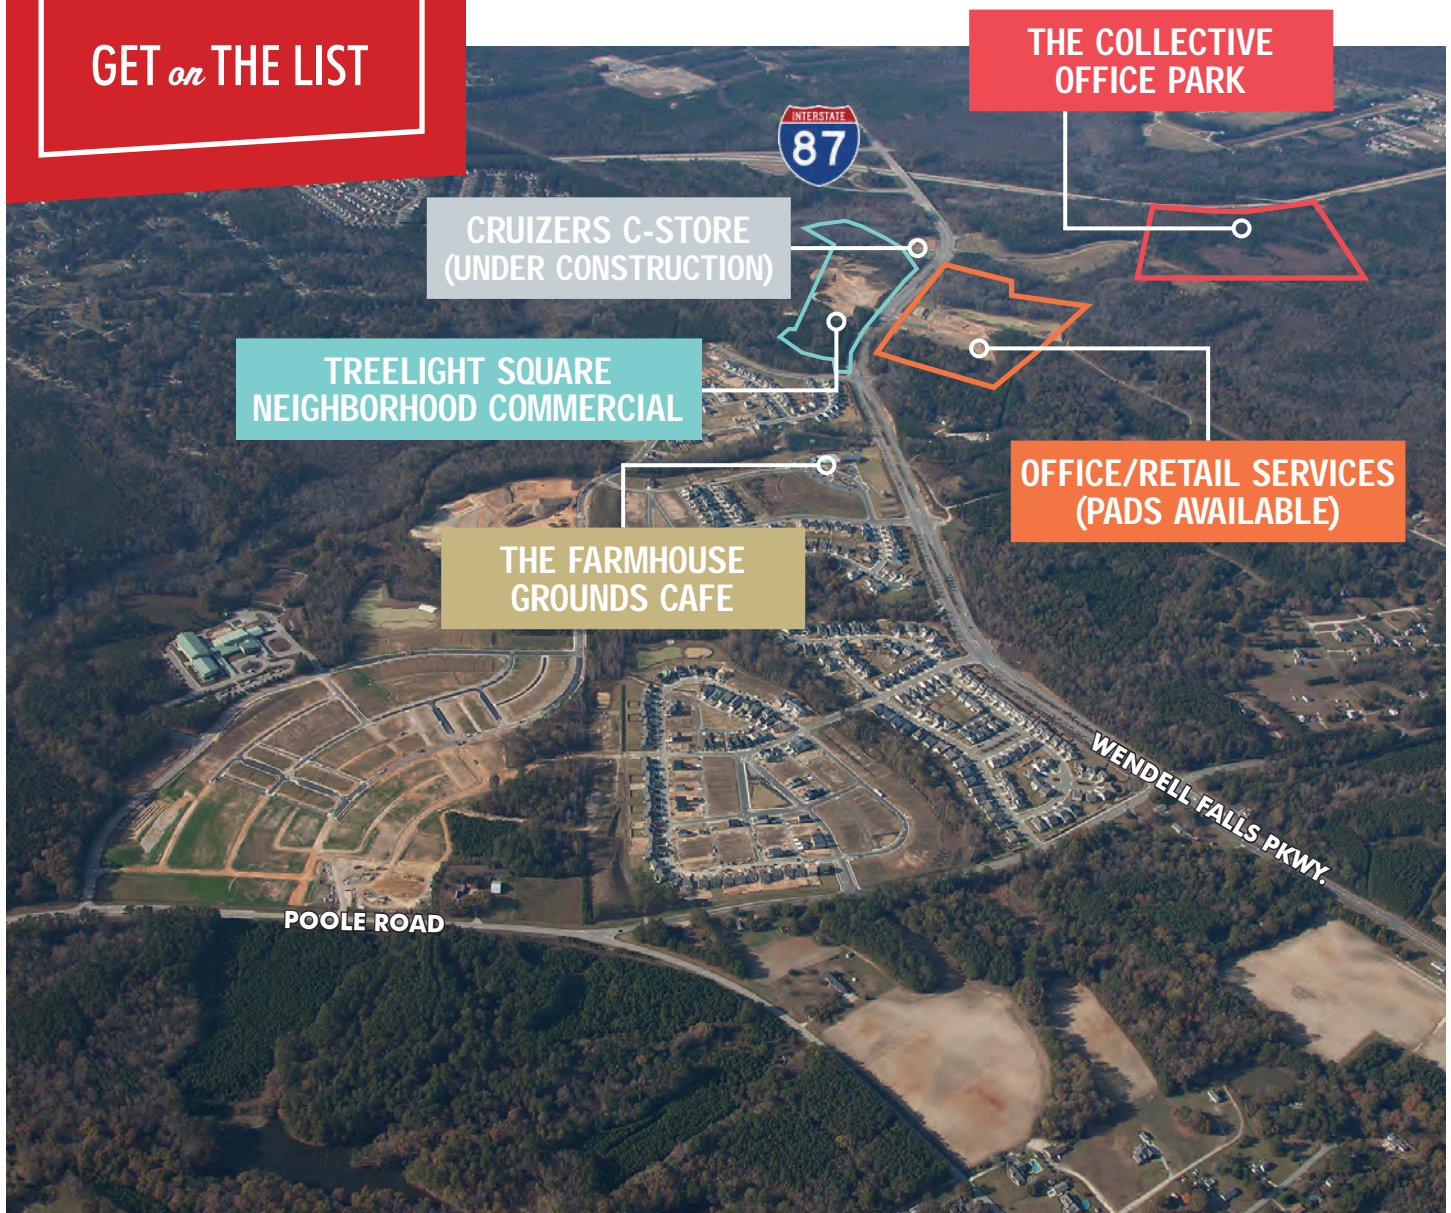 GET on THE LIST
THE COLLECTIVE
OFFICE PARK
INTERSTATE
87
CRUIZERS C-STORE
(UNDER CONSTRUCTION)
TREELIGHT SQUARE
NEIGHBORHOOD COMMERCIAL
OFFICE/RETAIL SERVICES
(PADS AVAILABLE)
THE FARMHOUSE
GROUNDS CAFE
WENDELL FALLS PKWY.
POOLE ROAD